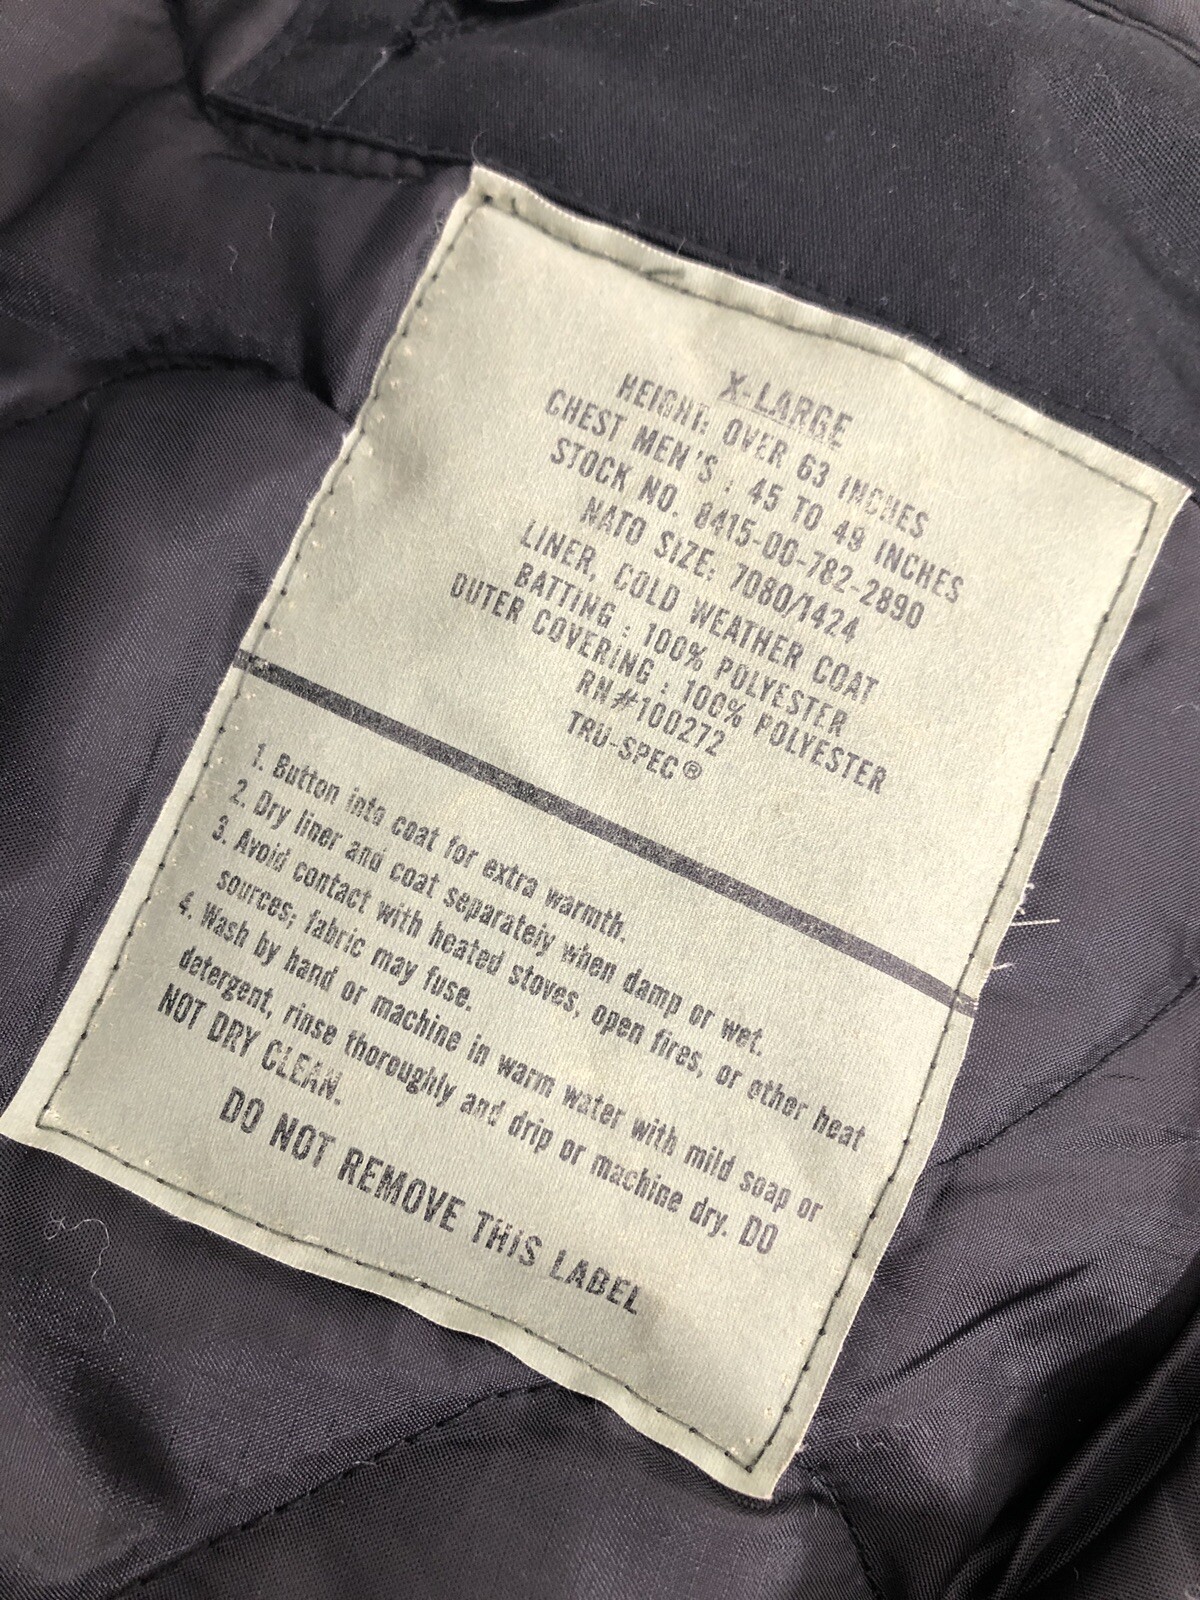 X-LARGE
HEIGHT: OVER 63 INCHES
CHEST MEN'S : 45 TO 49 INCHES
STOCK NO. 8415-00-782-2890
NATO SIZE: 7080/1424
LINER, COLD WEATHER COAT
BATTING : 100% POLYESTER
OUTER COVERING : 100% POLYESTER
RN#100272
TRU-SPEC®
1. Button into coat for extra warmth.
2. Dry liner and coat separately when damp or wet.
3. Avoid contact with heated stoves, open fires, or other heat
sources; fabric may fuse.
4. Wash by hand or machine in warm water with mild soap or
detergent, rinse thoroughly and drip or machine dry. DO
NOT DRY CLEAN.
DO NOT REMOVE THIS LABEL